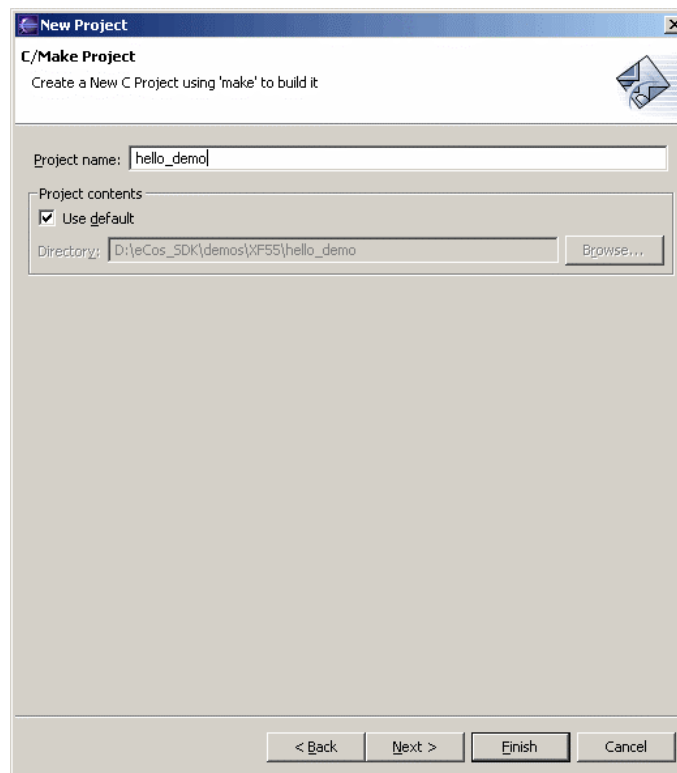 New Project
C/Make Project
Create a New C Project using 'make' to build it
Project name: hello_demo
Project contents
Use default
Directory: D:\eCos_SDK\demos\XF55\hello_demo Browse...
< Back Next > Finish Cancel